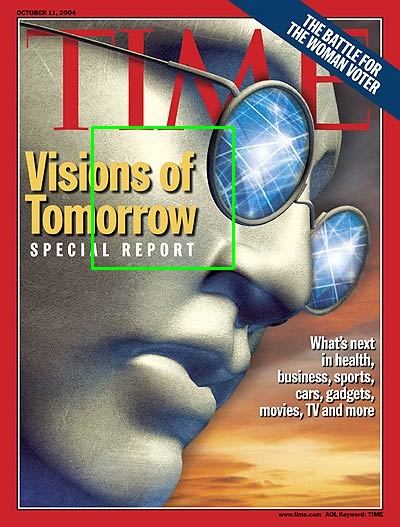 OCTOBER 11, 2004
THE BATTLE FOR
THE WOMAN VOTER
TIME
Visions of
Tomorrow
SPECIAL REPORT
What's next
in health,
business, sports,
cars, gadgets,
movies, TV and more
www.time.com AOL Keyword: TIME